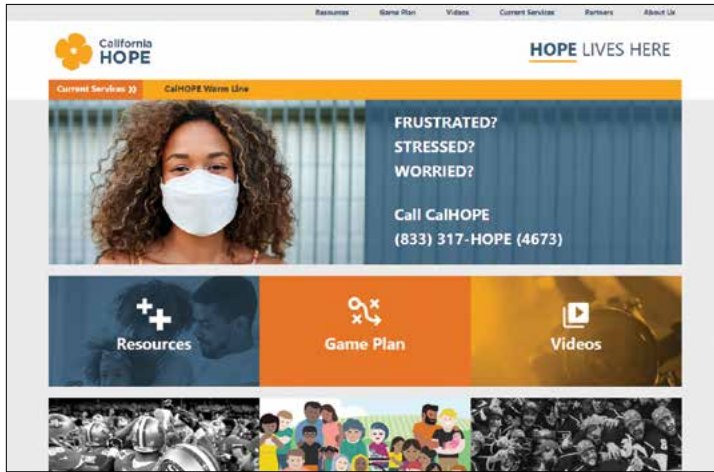 Resources Game Plan Videos Current Services Partners About Us
California
HOPE
HOPE LIVES HERE
Current Services » CalHOPE Warm Line
FRUSTRATED?
STRESSED?
WORRIED?
Call CalHOPE
(833) 317-HOPE (4673)
Resources Game Plan Videos